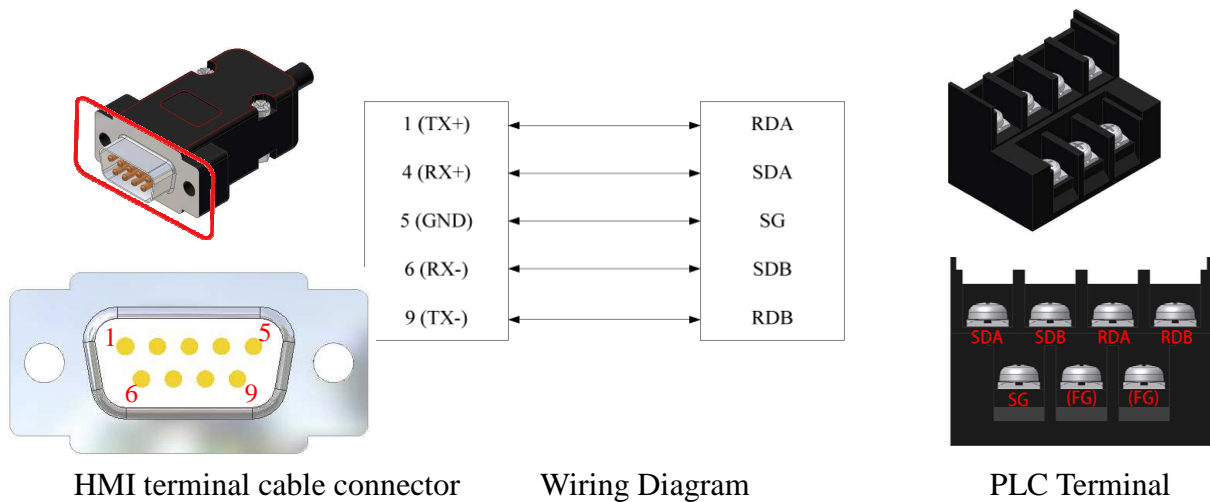 1 (TX+) RDA
4 (RX+) SDA
5 (GND) SG
6 (RX-) SDB
9 (TX-) RDB
1 5
6 9
SDA SDB RDA RDB
SG (FG) (FG)
HMI terminal cable connector Wiring Diagram PLC Terminal